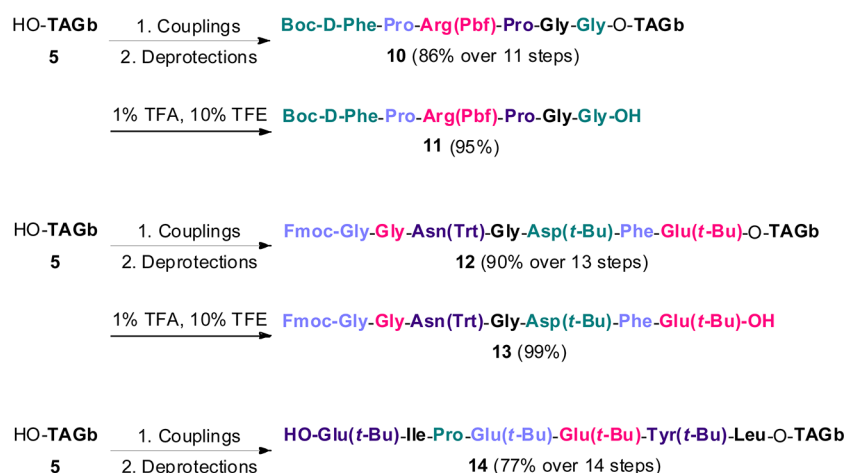 HO-TAGb 1. Couplings Boc-D-Phe-Pro-Arg(Pbf)-Pro-Gly-Gly-O-TAGb
5 2. Deprotections 10 (86% over 11 steps)
1% TFA, 10% TFE Boc-D-Phe-Pro-Arg(Pbf)-Pro-Gly-Gly-OH
11 (95%)
HO-TAGb 1. Couplings Fmoc-Gly-Gly-Asn(Trt)-Gly-Asp(t-Bu)-Phe-Glu(t-Bu)-O-TAGb
5 2. Deprotections 12 (90% over 13 steps)
1% TFA, 10% TFE Fmoc-Gly-Gly-Asn(Trt)-Gly-Asp(t-Bu)-Phe-Glu(t-Bu)-OH
13 (99%)
HO-TAGb 1. Couplings HO-Glu(t-Bu)-Ile-Pro-Glu(t-Bu)-Glu(t-Bu)-Tyr(t-Bu)-Leu-O-TAGb
5 2. Deprotections 14 (77% over 14 steps)